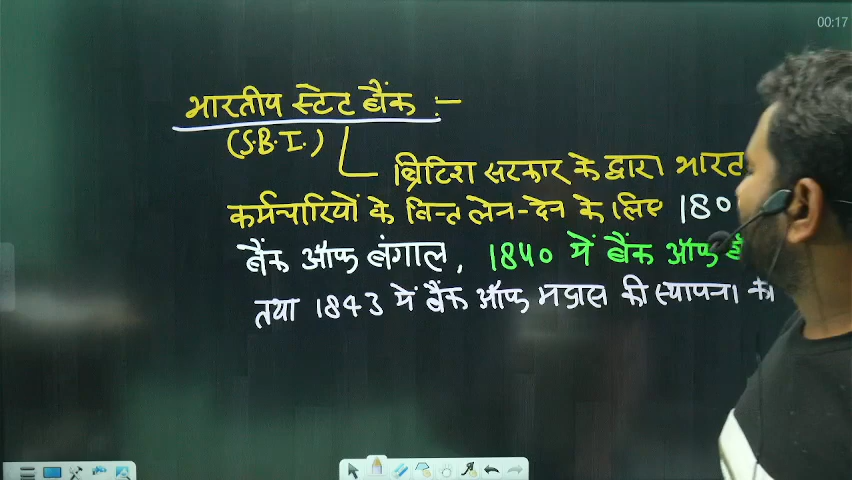 00:17
भारतीय स्टेट बैंक :-
(S.B.I.)
ब्रिटिश सरकार के द्वारा भारत
कर्मचारियों के वित्त लेन-देन के लिए 180
बैंक ऑफ बंगाल, 1840 में बैंक ऑफ
तथा 1843 में बैंक ऑफ मद्रास की स्थापना की